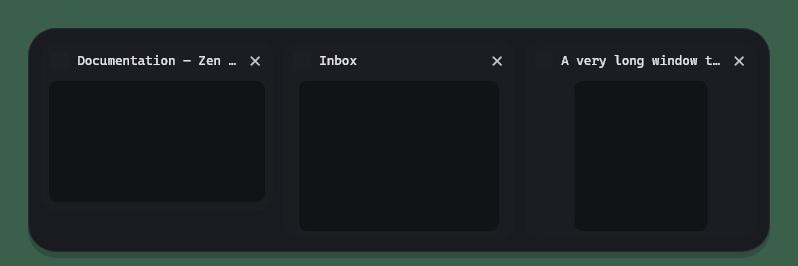 Documentation — Zen …
Inbox
A very long window t…